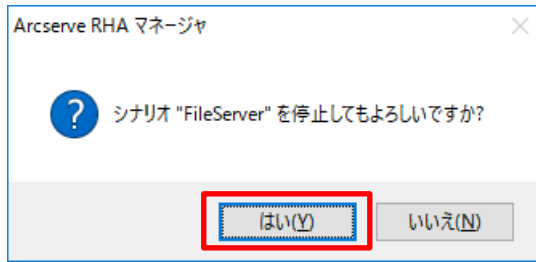 Arcserve RHA マネージャ
シナリオ "FileServer" を停止してもよろしいですか?
はい(Y) いいえ(N)